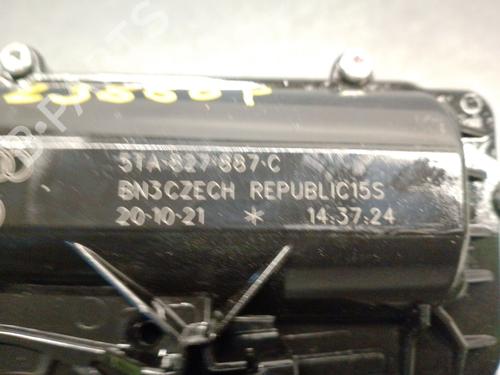 5TA·827·887·C
BN3CZECH REPUBLIC15S
20·10·21 * 14:37:24